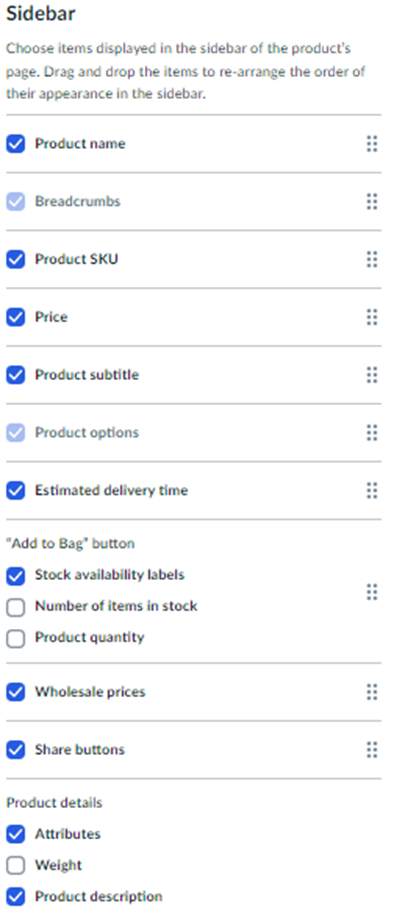 Sidebar
Choose items displayed in the sidebar of the product's
page. Drag and drop the items to re-arrange the order of
their appearance in the sidebar.
Product name
Breadcrumbs
Product SKU
Price
Product subtitle
Product options
Estimated delivery time
"Add to Bag" button
Stock availability labels
Number of items in stock
Product quantity
Wholesale prices
Share buttons
Product details
Attributes
Weight
Product description